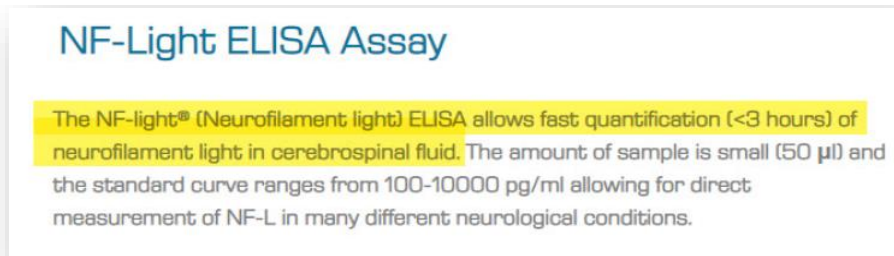 NF-Light ELISA Assay
The NF-light® (Neurofilament light) ELISA allows fast quantification (<3 hours) of
neurofilament light in cerebrospinal fluid. The amount of sample is small (50 µl) and
the standard curve ranges from 100-10000 pg/ml allowing for direct
measurement of NF-L in many different neurological conditions.